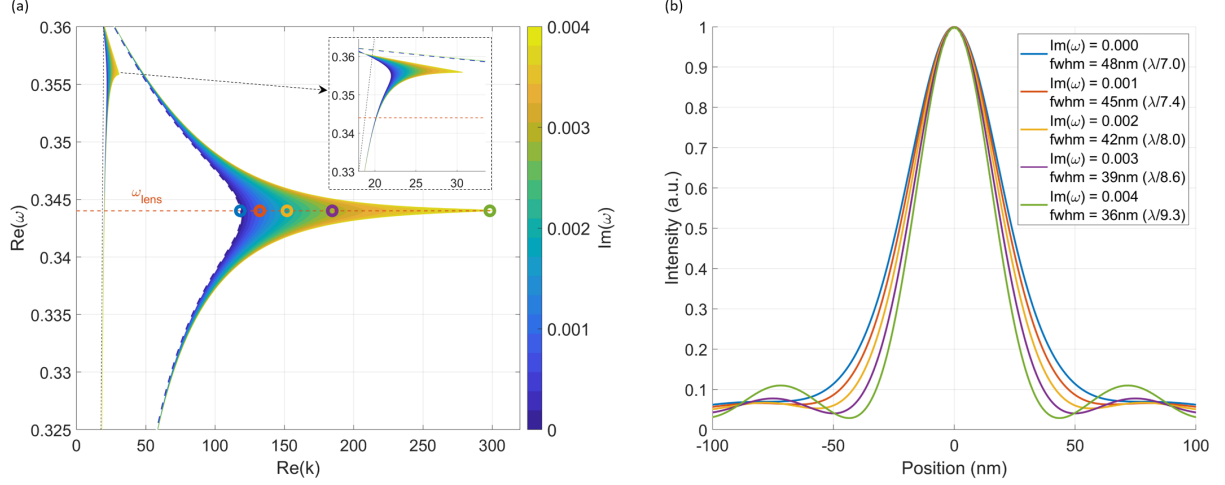 (a)
0.36
0.355
0.35
0.345
0.34
0.335
0.33
0.325
Re(ω)
0
50
100
150
200
250
300
Re(k)
ω_lens
0.36
0.35
0.34
0.33
20
25
30
0.004
0.003
0.002
0.001
0
Im(ω)
(b)
1
0.9
0.8
0.7
0.6
0.5
0.4
0.3
0.2
0.1
0
Intensity (a.u.)
-100
-50
0
50
100
Position (nm)
Im(ω) = 0.000
fwhm = 48nm (λ/7.0)
Im(ω) = 0.001
fwhm = 45nm (λ/7.4)
Im(ω) = 0.002
fwhm = 42nm (λ/8.0)
Im(ω) = 0.003
fwhm = 39nm (λ/8.6)
Im(ω) = 0.004
fwhm = 36nm (λ/9.3)